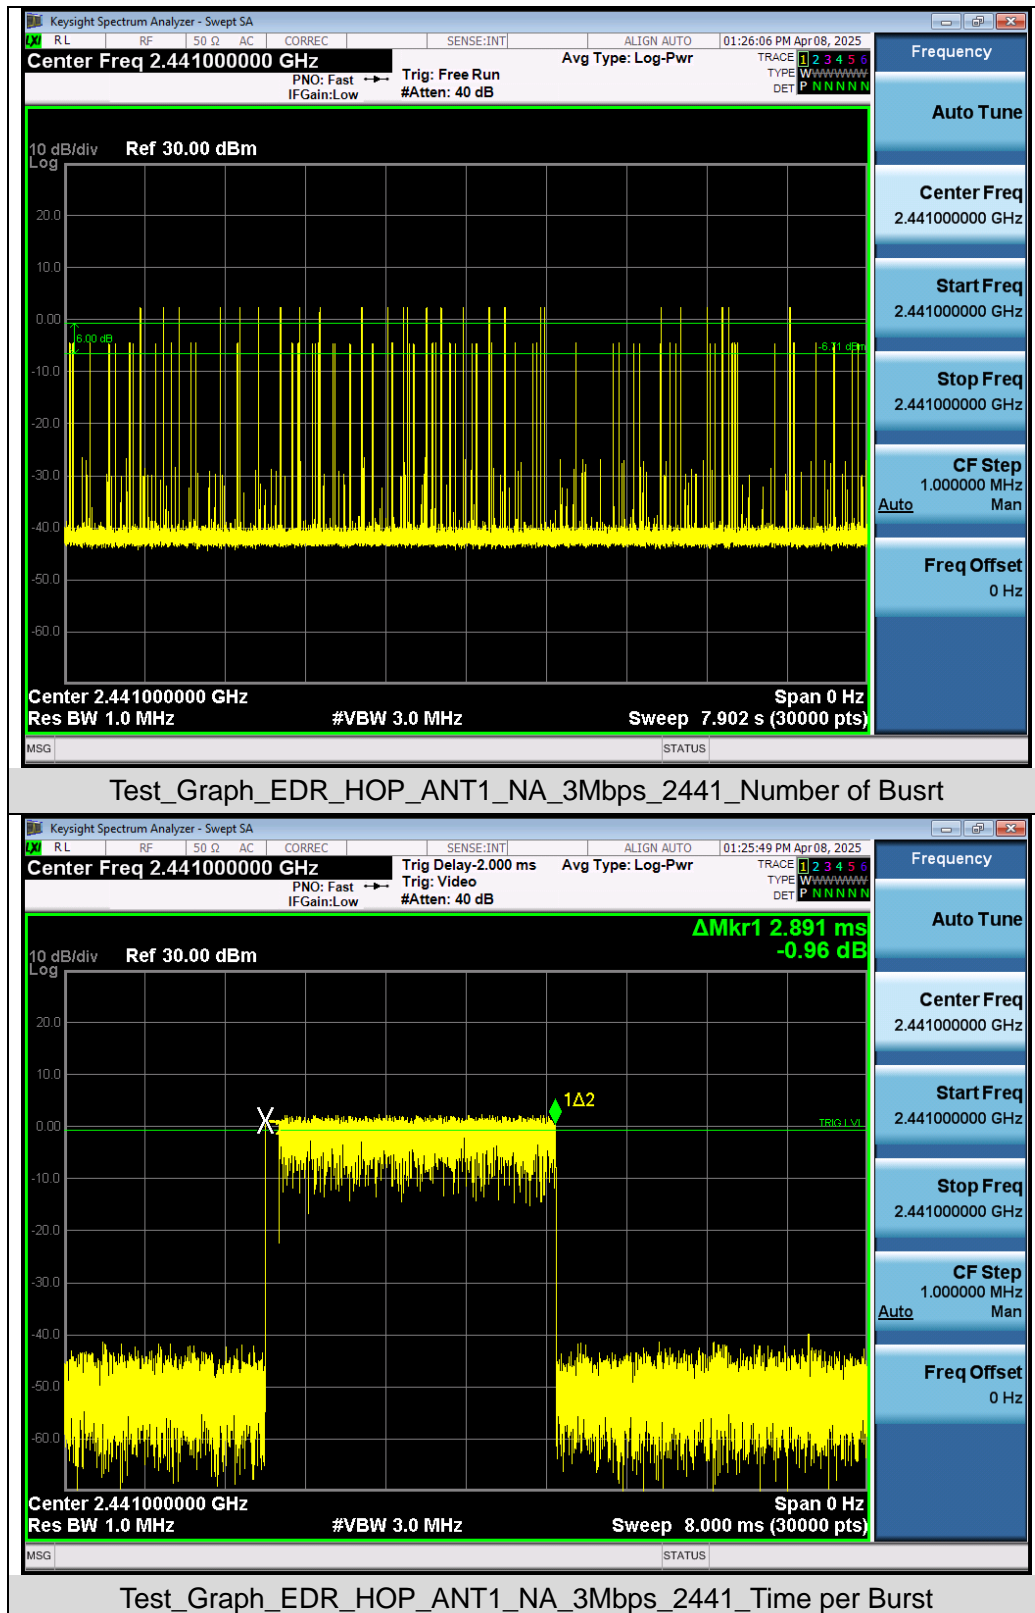 Keysight Spectrum Analyzer - Swept SA
LXI RL RF 50 Ω AC CORREC SENSE:INT ALIGN AUTO 01:26:06 PM Apr 08, 2025
Center Freq 2.441000000 GHz Avg Type: Log-Pwr TRACE 1 2 3 4 5 6
PNO: Fast Trig: Free Run TYPE WWWWWW
IFGain:Low #Atten: 40 dB DET P NNNNN
10 dB/div Ref 30.00 dBm
Log
20.0
10.0
0.00
6.00 dB
-6.71 dBm
-10.0
-20.0
-30.0
-40.0
-50.0
-60.0
Center 2.441000000 GHz Span 0 Hz
Res BW 1.0 MHz #VBW 3.0 MHz Sweep 7.902 s (30000 pts)
MSG STATUS
Frequency
Auto Tune
Center Freq
2.441000000 GHz
Start Freq
2.441000000 GHz
Stop Freq
2.441000000 GHz
CF Step
1.000000 MHz
Auto Man
Freq Offset
0 Hz
Test_Graph_EDR_HOP_ANT1_NA_3Mbps_2441_Number of Busrt
Keysight Spectrum Analyzer - Swept SA
LXI RL RF 50 Ω AC CORREC SENSE:INT ALIGN AUTO 01:25:49 PM Apr 08, 2025
Center Freq 2.441000000 GHz Trig Delay-2.000 ms Avg Type: Log-Pwr TRACE 1 2 3 4 5 6
PNO: Fast Trig: Video TYPE WWWWWW
IFGain:Low #Atten: 40 dB DET P NNNNN
ΔMkr1 2.891 ms
-0.96 dB
10 dB/div Ref 30.00 dBm
Log
20.0
10.0
1Δ2
0.00
TRIG LVL
-10.0
-20.0
-30.0
-40.0
-50.0
-60.0
Center 2.441000000 GHz Span 0 Hz
Res BW 1.0 MHz #VBW 3.0 MHz Sweep 8.000 ms (30000 pts)
MSG STATUS
Frequency
Auto Tune
Center Freq
2.441000000 GHz
Start Freq
2.441000000 GHz
Stop Freq
2.441000000 GHz
CF Step
1.000000 MHz
Auto Man
Freq Offset
0 Hz
Test_Graph_EDR_HOP_ANT1_NA_3Mbps_2441_Time per Burst